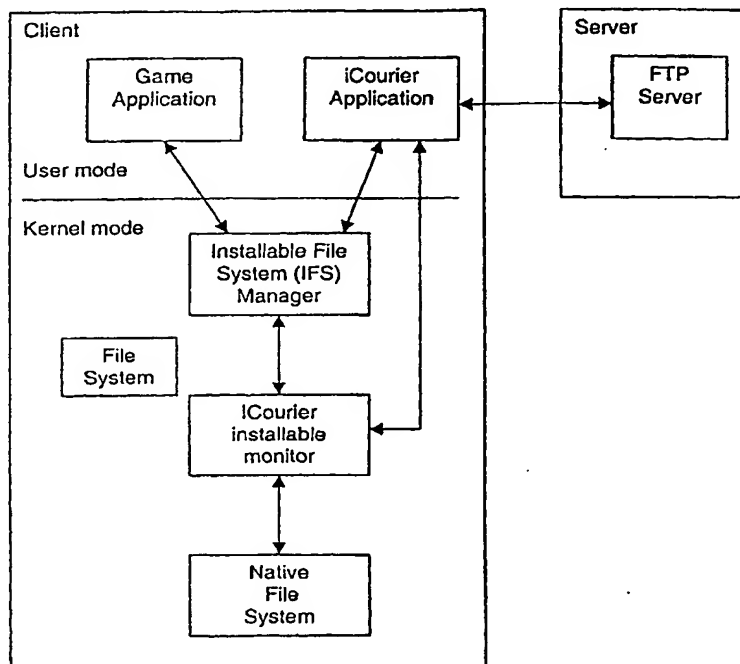 Client
Server
Game
Application
iCourier
Application
FTP
Server
User mode
Kernel mode
Installable File
System (IFS)
Manager
File
System
ICourier
installable
monitor
Native
File
System